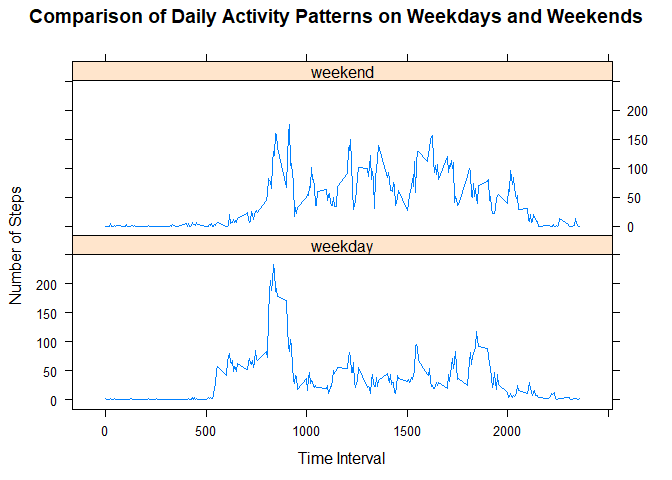 Comparison of Daily Activity Patterns on Weekdays and Weekends
weekend
200
150
100
50
0
weekday
200
150
100
50
0
Number of Steps
0 500 1000 1500 2000
Time Interval